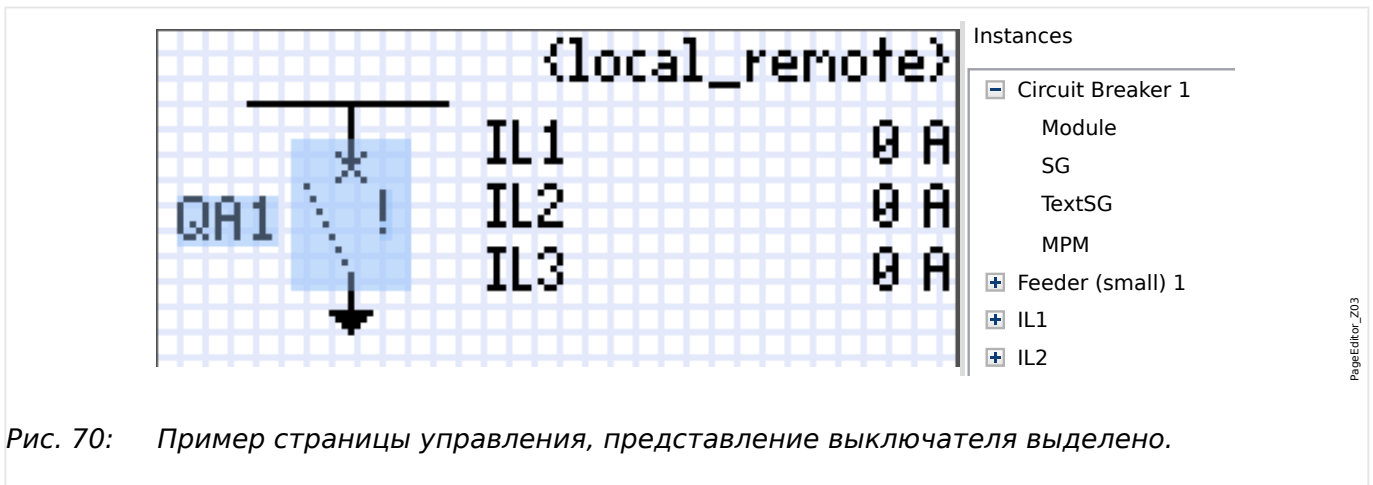 {local_remote}
QA1
!
IL1 0 A
IL2 0 A
IL3 0 A
Instances
Circuit Breaker 1
Module
SG
TextSG
MPM
Feeder (small) 1
IL1
IL2
PageEditor_Z03
Рис. 70: Пример страницы управления, представление выключателя выделено.